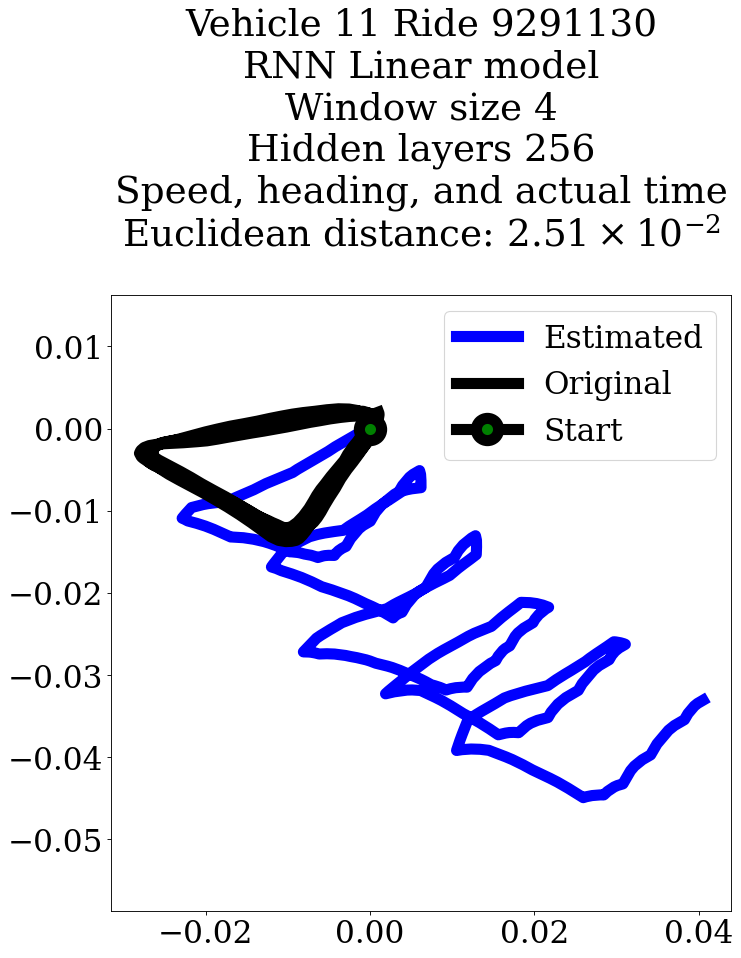 Vehicle 11 Ride 9291130
RNN Linear model
Window size 4
Hidden layers 256
Speed, heading, and actual time
Euclidean distance: 2.51 × 10⁻²
Estimated
Original
Start
0.01
0.00
−0.01
−0.02
−0.03
−0.04
−0.05
−0.02 0.00 0.02 0.04